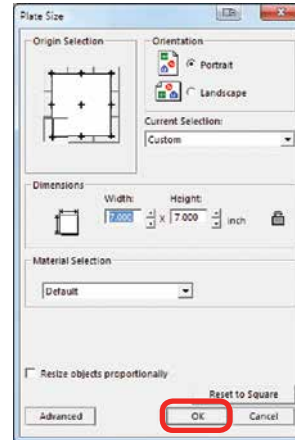 Plate Size
Origin Selection
Orientation
Portrait
Landscape
Current Selection:
Custom
Dimensions
Width: Height:
7.000 x 7.000 inch
Material Selection
Default
Resize objects proportionally
Reset to Square
Advanced OK Cancel